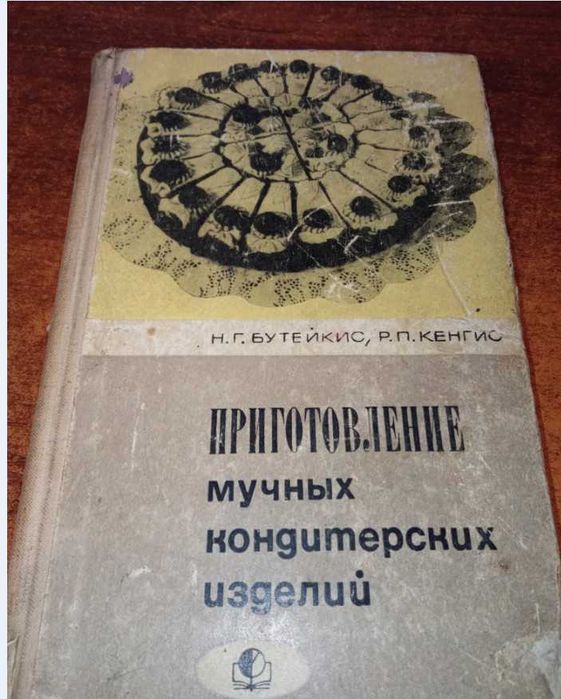 Н.Г. БУТЕЙКИС, Р.П. КЕНГИС
ПРИГОТОВЛЕНИЕ
мучных
кондитерских
изделий